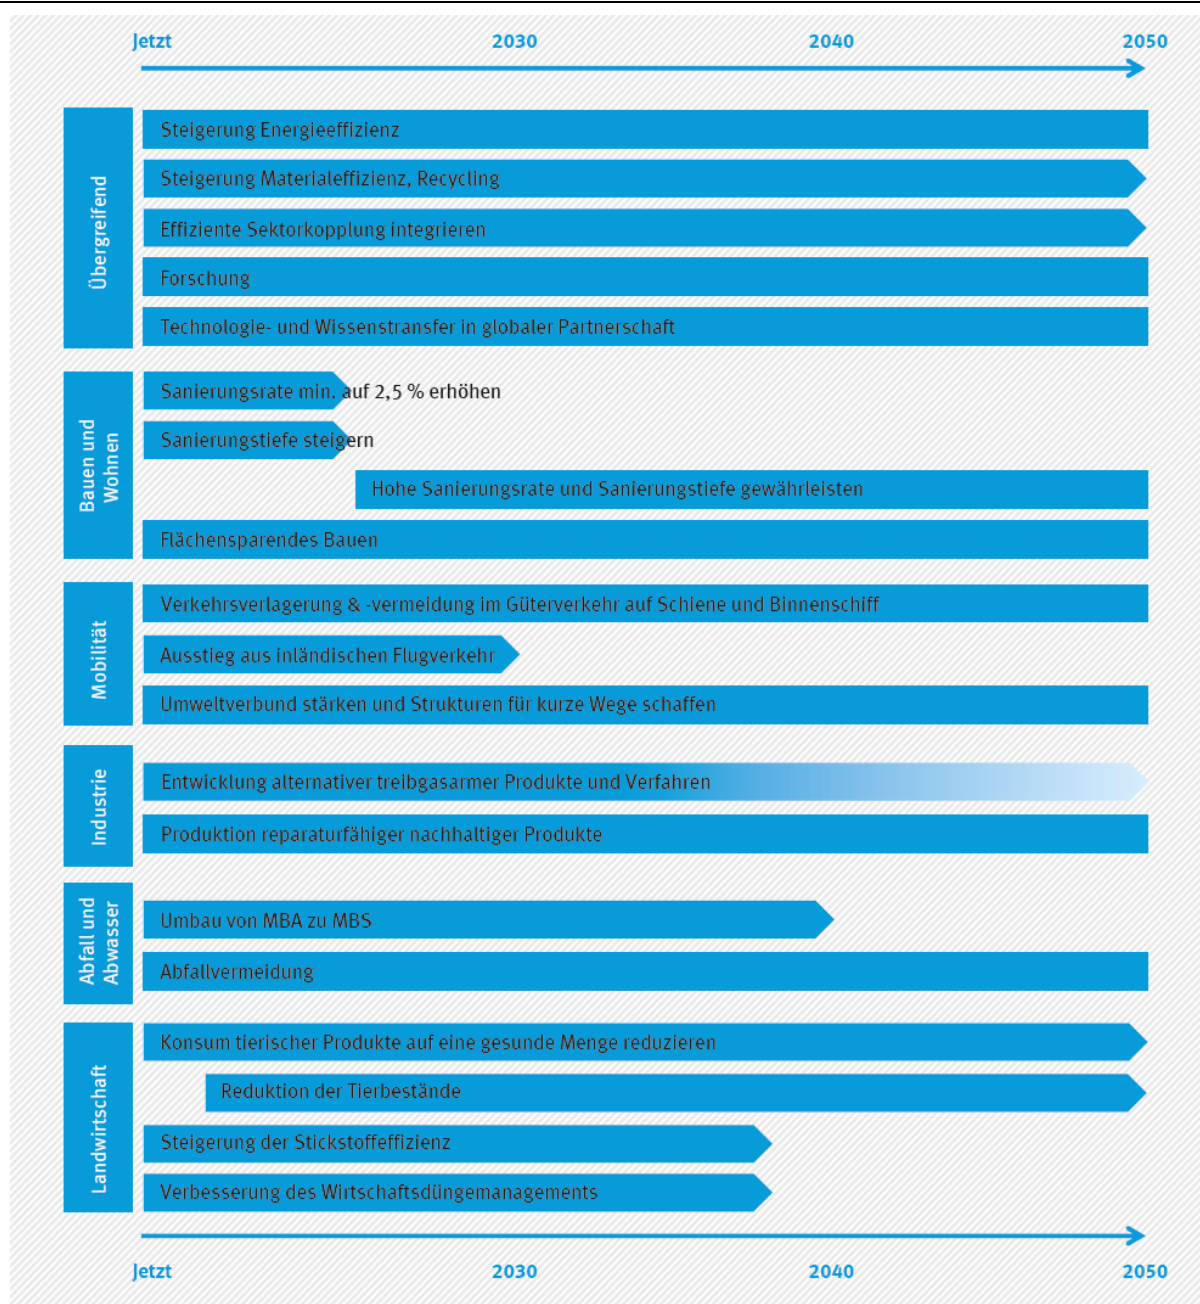 Jetzt 2030 2040 2050
Übergreifend
Steigerung Energieeffizienz
Steigerung Materialeffizienz, Recycling
Effiziente Sektorkopplung integrieren
Forschung
Technologie- und Wissenstransfer in globaler Partnerschaft
Bauen und
Wohnen
Sanierungsrate min. auf 2,5 % erhöhen
Sanierungstiefe steigern
Hohe Sanierungsrate und Sanierungstiefe gewährleisten
Flächensparendes Bauen
Mobilität
Verkehrsverlagerung & -vermeidung im Güterverkehr auf Schiene und Binnenschiff
Ausstieg aus inländischen Flugverkehr
Umweltverbund stärken und Strukturen für kurze Wege schaffen
Industrie
Entwicklung alternativer treibgasarmer Produkte und Verfahren
Produktion reparaturfähiger nachhaltiger Produkte
Abfall und
Abwasser
Umbau von MBA zu MBS
Abfallvermeidung
Landwirtschaft
Konsum tierischer Produkte auf eine gesunde Menge reduzieren
Reduktion der Tierbestände
Steigerung der Stickstoffeffizienz
Verbesserung des Wirtschaftsdüngemanagements
Jetzt 2030 2040 2050